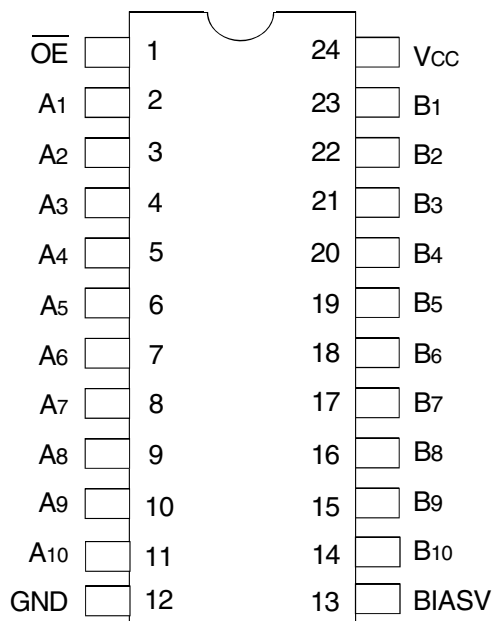 O̅E̅ 1 24 VCC
A1 2 23 B1
A2 3 22 B2
A3 4 21 B3
A4 5 20 B4
A5 6 19 B5
A6 7 18 B6
A7 8 17 B7
A8 9 16 B8
A9 10 15 B9
A10 11 14 B10
GND 12 13 BIASV